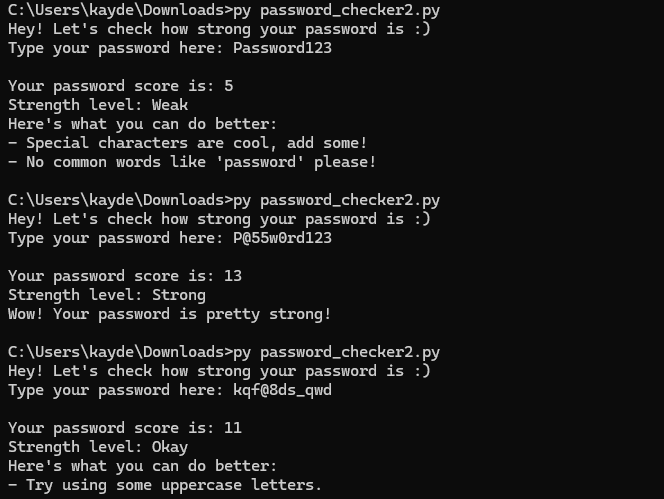 C:\Users\kayde\Downloads>py password_checker2.py
Hey! Let's check how strong your password is :)
Type your password here: Password123
Your password score is: 5
Strength level: Weak
Here's what you can do better:
- Special characters are cool, add some!
- No common words like 'password' please!
C:\Users\kayde\Downloads>py password_checker2.py
Hey! Let's check how strong your password is :)
Type your password here: P@55w0rd123
Your password score is: 13
Strength level: Strong
Wow! Your password is pretty strong!
C:\Users\kayde\Downloads>py password_checker2.py
Hey! Let's check how strong your password is :)
Type your password here: kqf@8ds_qwd
Your password score is: 11
Strength level: Okay
Here's what you can do better:
- Try using some uppercase letters.